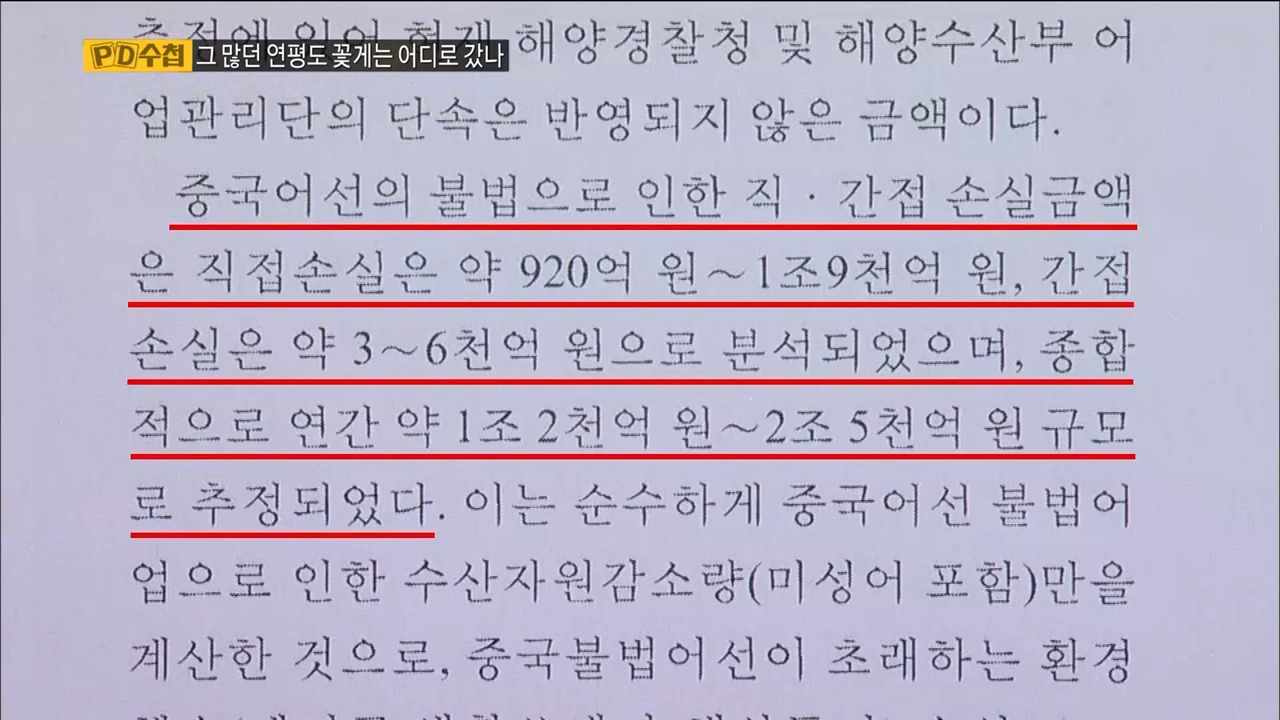 PD수첩 그 많던 연평도 꽃게는 어디로 갔나
해양경찰청 및 해양수산부 어
업관리단의 단속은 반영되지 않은 금액이다.
중국어선의 불법으로 인한 직·간접 손실금액
은 직접손실은 약 920억 원~1조9천억 원, 간접
손실은 약 3~6천억 원으로 분석되었으며, 종합
적으로 연간 약 1조 2천억 원~2조 5천억 원 규모
로 추정되었다. 이는 순수하게 중국어선 불법어
업으로 인한 수산자원감소량(미성어 포함)만을
계산한 것으로, 중국불법어선이 초래하는 환경